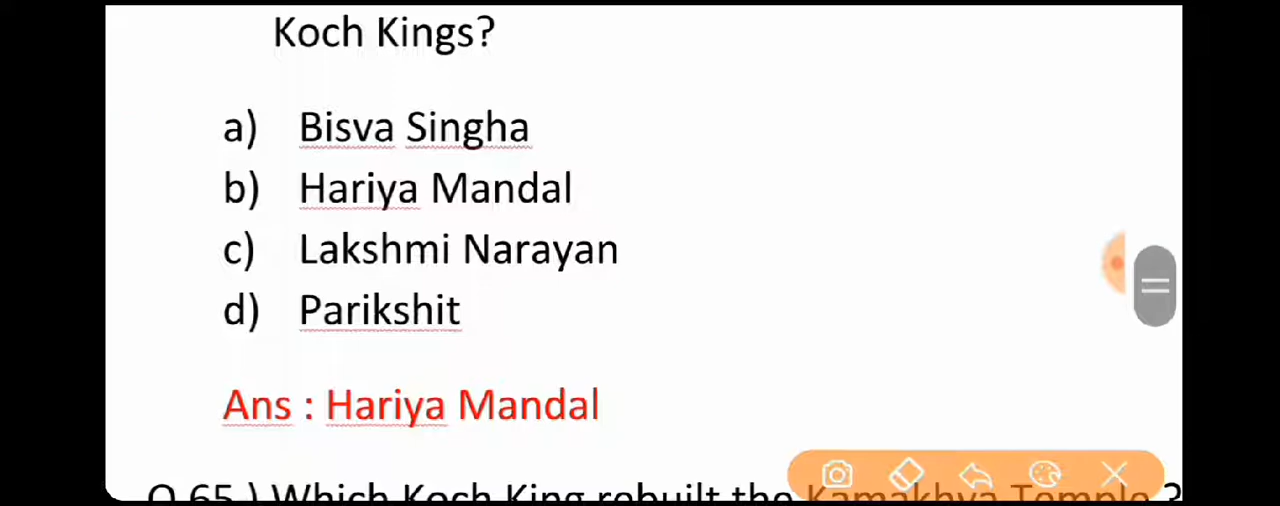 Koch Kings?
a) Bisva Singha
b) Hariya Mandal
c) Lakshmi Narayan
d) Parikshit
Ans : Hariya Mandal
Q 65 ) Which Koch King rebuilt the Kamakhya Temple ?